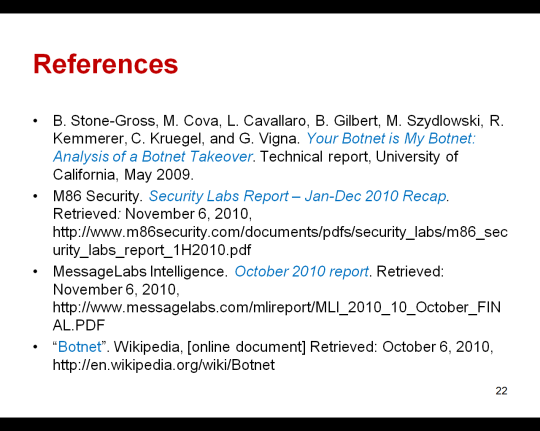 References
• B. Stone-Gross, M. Cova, L. Cavallaro, B. Gilbert, M. Szydlowski, R.
Kemmerer, C. Kruegel, and G. Vigna. Your Botnet is My Botnet:
Analysis of a Botnet Takeover. Technical report, University of
California, May 2009.
• M86 Security. Security Labs Report – Jan-Dec 2010 Recap.
Retrieved: November 6, 2010,
http://www.m86security.com/documents/pdfs/security_labs/m86_sec
urity_labs_report_1H2010.pdf
• MessageLabs Intelligence. October 2010 report. Retrieved:
November 6, 2010,
http://www.messagelabs.com/mlireport/MLI_2010_10_October_FIN
AL.PDF
• “Botnet”. Wikipedia, [online document] Retrieved: October 6, 2010,
http://en.wikipedia.org/wiki/Botnet
22